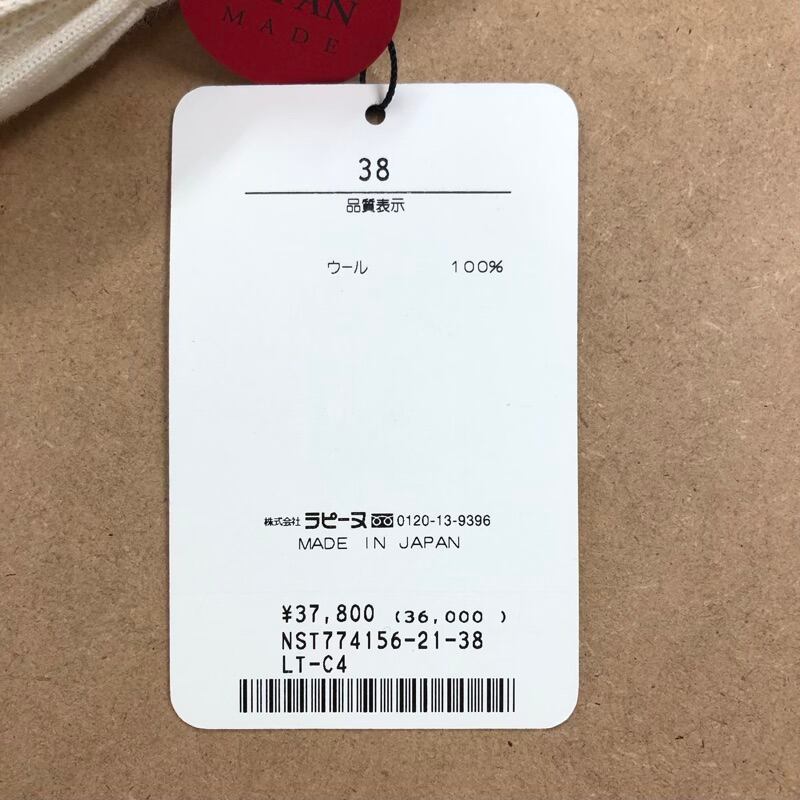 MADE
38
品質表示
ウール 100%
株式会社 ラピーヌ 0120-13-9396
MADE IN JAPAN
¥37,800 (36,000 )
NST774156-21-38
LT-C4